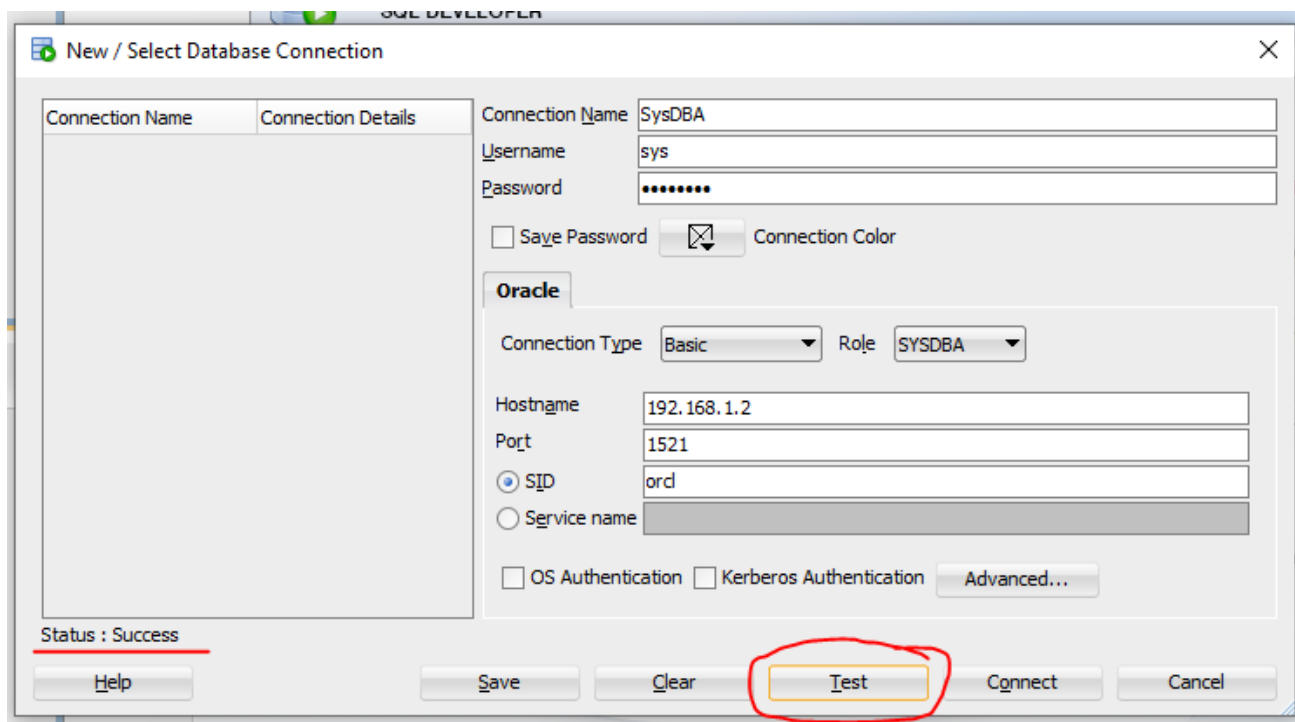 SQL DEVELOPER
New / Select Database Connection
Connection Name Connection Details
Connection Name SysDBA
Username sys
Password ••••••••
Save Password Connection Color
Oracle
Connection Type Basic Role SYSDBA
Hostname 192.168.1.2
Port 1521
SID orcl
Service name
OS Authentication Kerberos Authentication Advanced...
Status : Success
Help Save Clear Test Connect Cancel